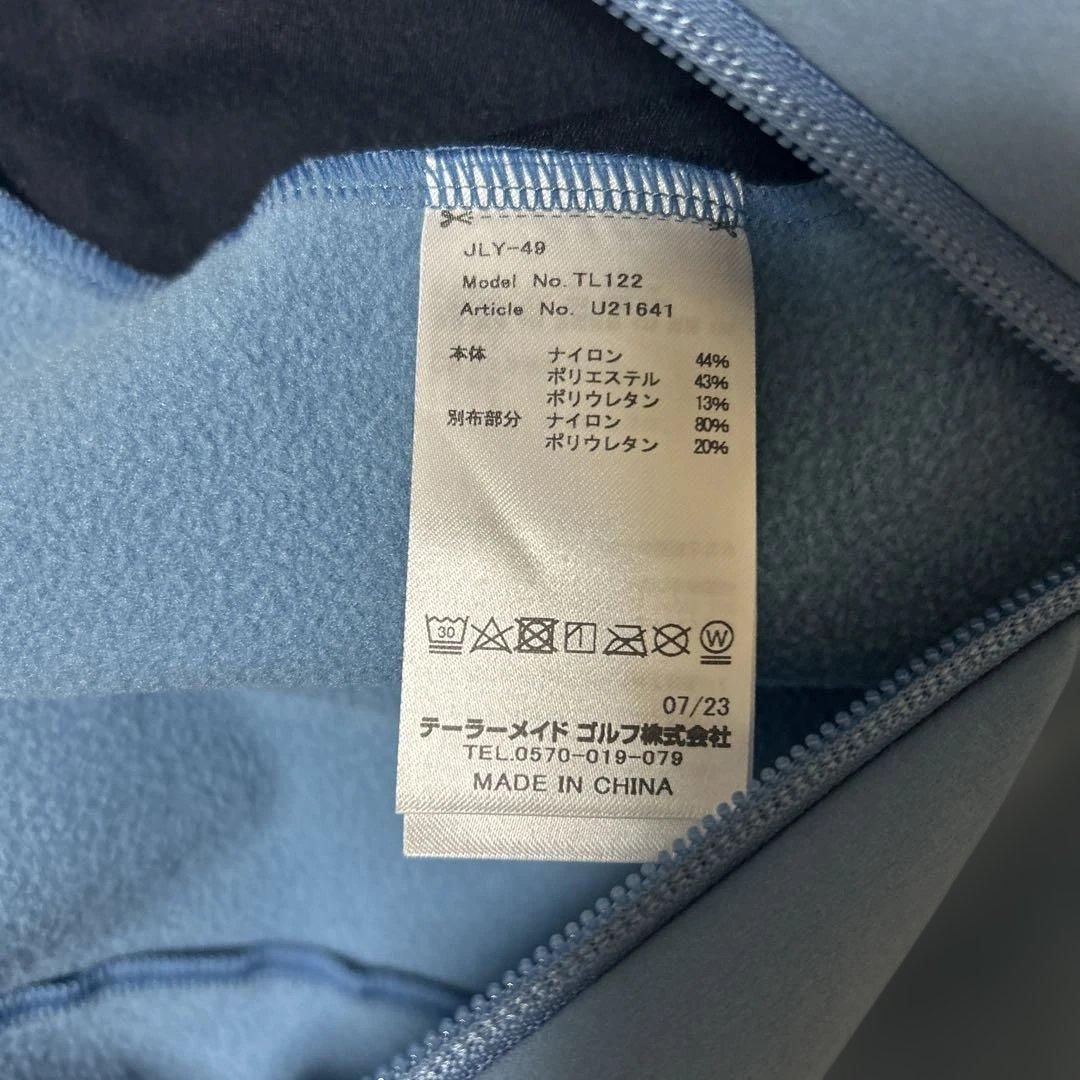 JLY-49
Model No. TL122
Article No. U21641
本体 ナイロン 44%
ポリエステル 43%
ポリウレタン 13%
別布部分 ナイロン 80%
ポリウレタン 20%
30 W
07/23
テーラーメイド ゴルフ株式会社
TEL.0570-019-079
MADE IN CHINA